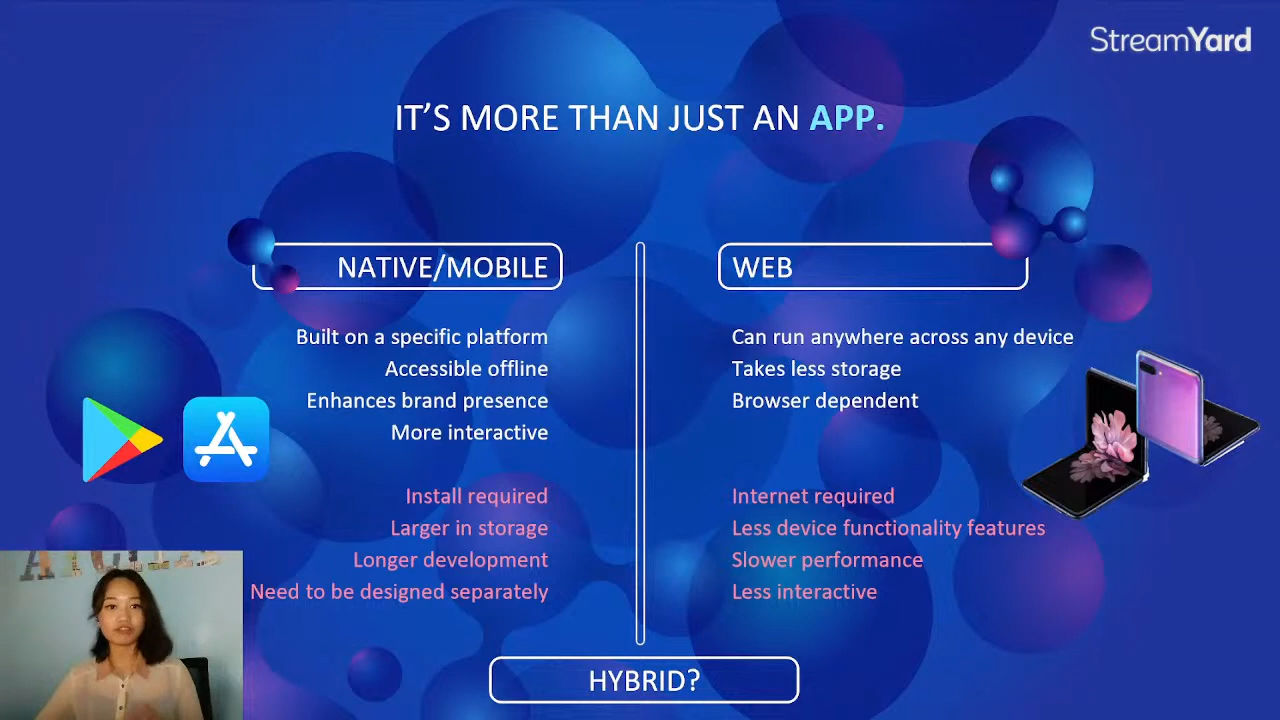 StreamYard
IT’S MORE THAN JUST AN APP.
NATIVE/MOBILE
Built on a specific platform
Accessible offline
Enhances brand presence
More interactive
Install required
Larger in storage
Longer development
Need to be designed separately
WEB
Can run anywhere across any device
Takes less storage
Browser dependent
Internet required
Less device functionality features
Slower performance
Less interactive
HYBRID?